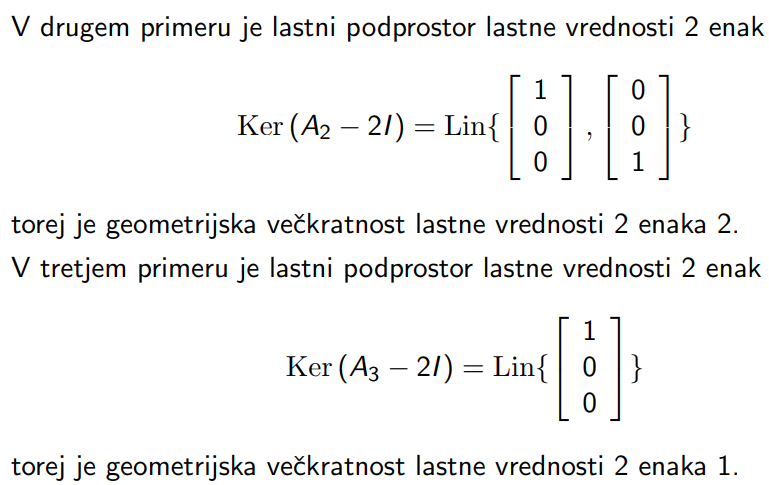 V drugem primeru je lastni podprostor lastne vrednosti 2 enak
$$\mathrm{Ker}\,(A_2 - 2I) = \mathrm{Lin}\{ \begin{bmatrix} 1 \\ 0 \\ 0 \end{bmatrix}, \begin{bmatrix} 0 \\ 0 \\ 1 \end{bmatrix} \}$$
torej je geometrijska večkratnost lastne vrednosti 2 enaka 2.
V tretjem primeru je lastni podprostor lastne vrednosti 2 enak
$$\mathrm{Ker}\,(A_3 - 2I) = \mathrm{Lin}\{ \begin{bmatrix} 1 \\ 0 \\ 0 \end{bmatrix} \}$$
torej je geometrijska večkratnost lastne vrednosti 2 enaka 1.